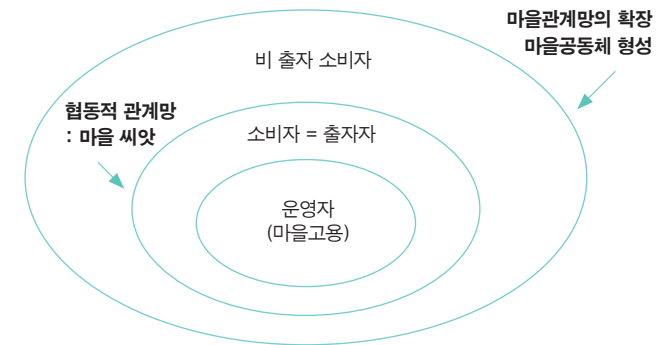 마을관계망의 확장
마을공동체 형성
비 출자 소비자
협동적 관계망
: 마을 씨앗
소비자 = 출자자
운영자
(마을고용)